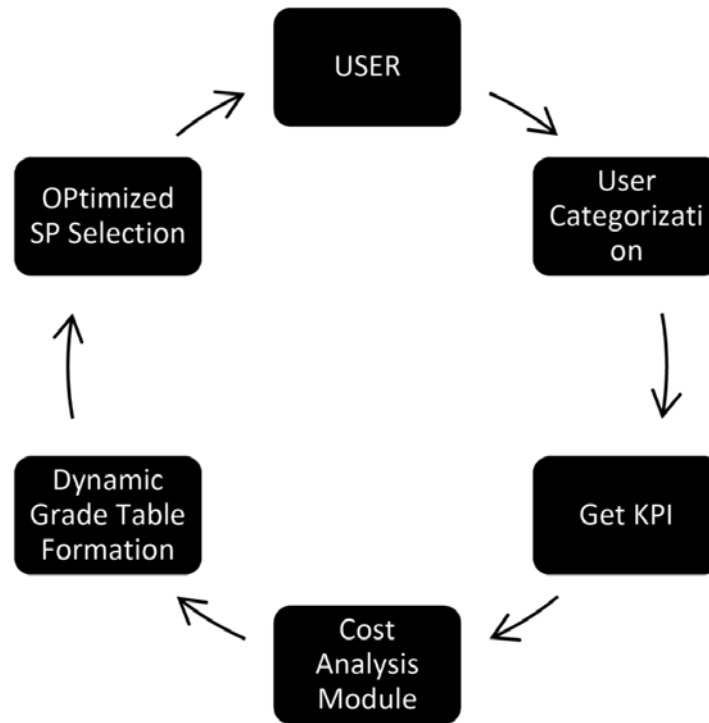 USER
User
Categorizati
on
Get KPI
Cost
Analysis
Module
Dynamic
Grade Table
Formation
OPtimized
SP Selection